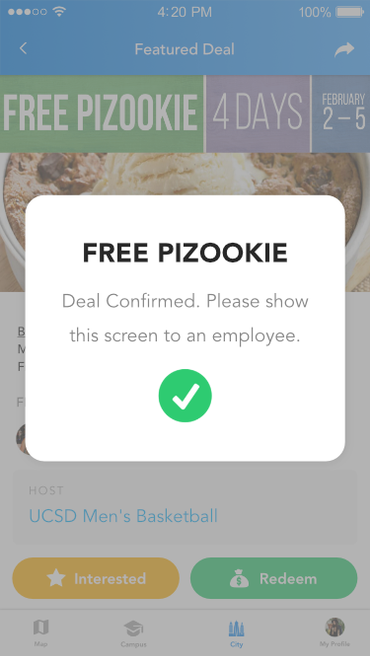 4:20 PM
100%
Featured Deal
FREE PIZOOKIE
4 DAYS
FEBRUARY
2-5
FREE PIZOOKIE
Deal Confirmed. Please show
this screen to an employee.
HOST
UCSD Men's Basketball
Interested
Redeem
Map
Campus
City
My Profile